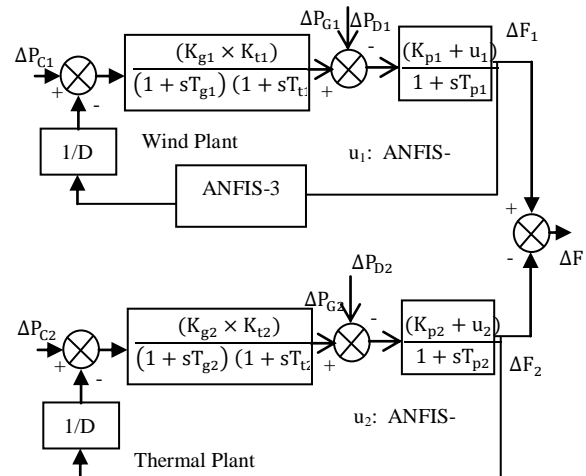 ΔP_G1 ΔP_D1
ΔP_C1
+
-
(K_g1 × K_t1)
(1 + sT_g1) (1 + sT_t1
+
-
(K_p1 + u_1)
1 + sT_p1
ΔF_1
1/D
Wind Plant
u_1: ANFIS-
ANFIS-3
+
-
ΔF
ΔP_D2
ΔP_G2
ΔP_C2
+
-
(K_g2 × K_t2)
(1 + sT_g2) (1 + sT_t2
+
-
(K_p2 + u_2)
1 + sT_p2
ΔF_2
1/D
u_2: ANFIS-
Thermal Plant